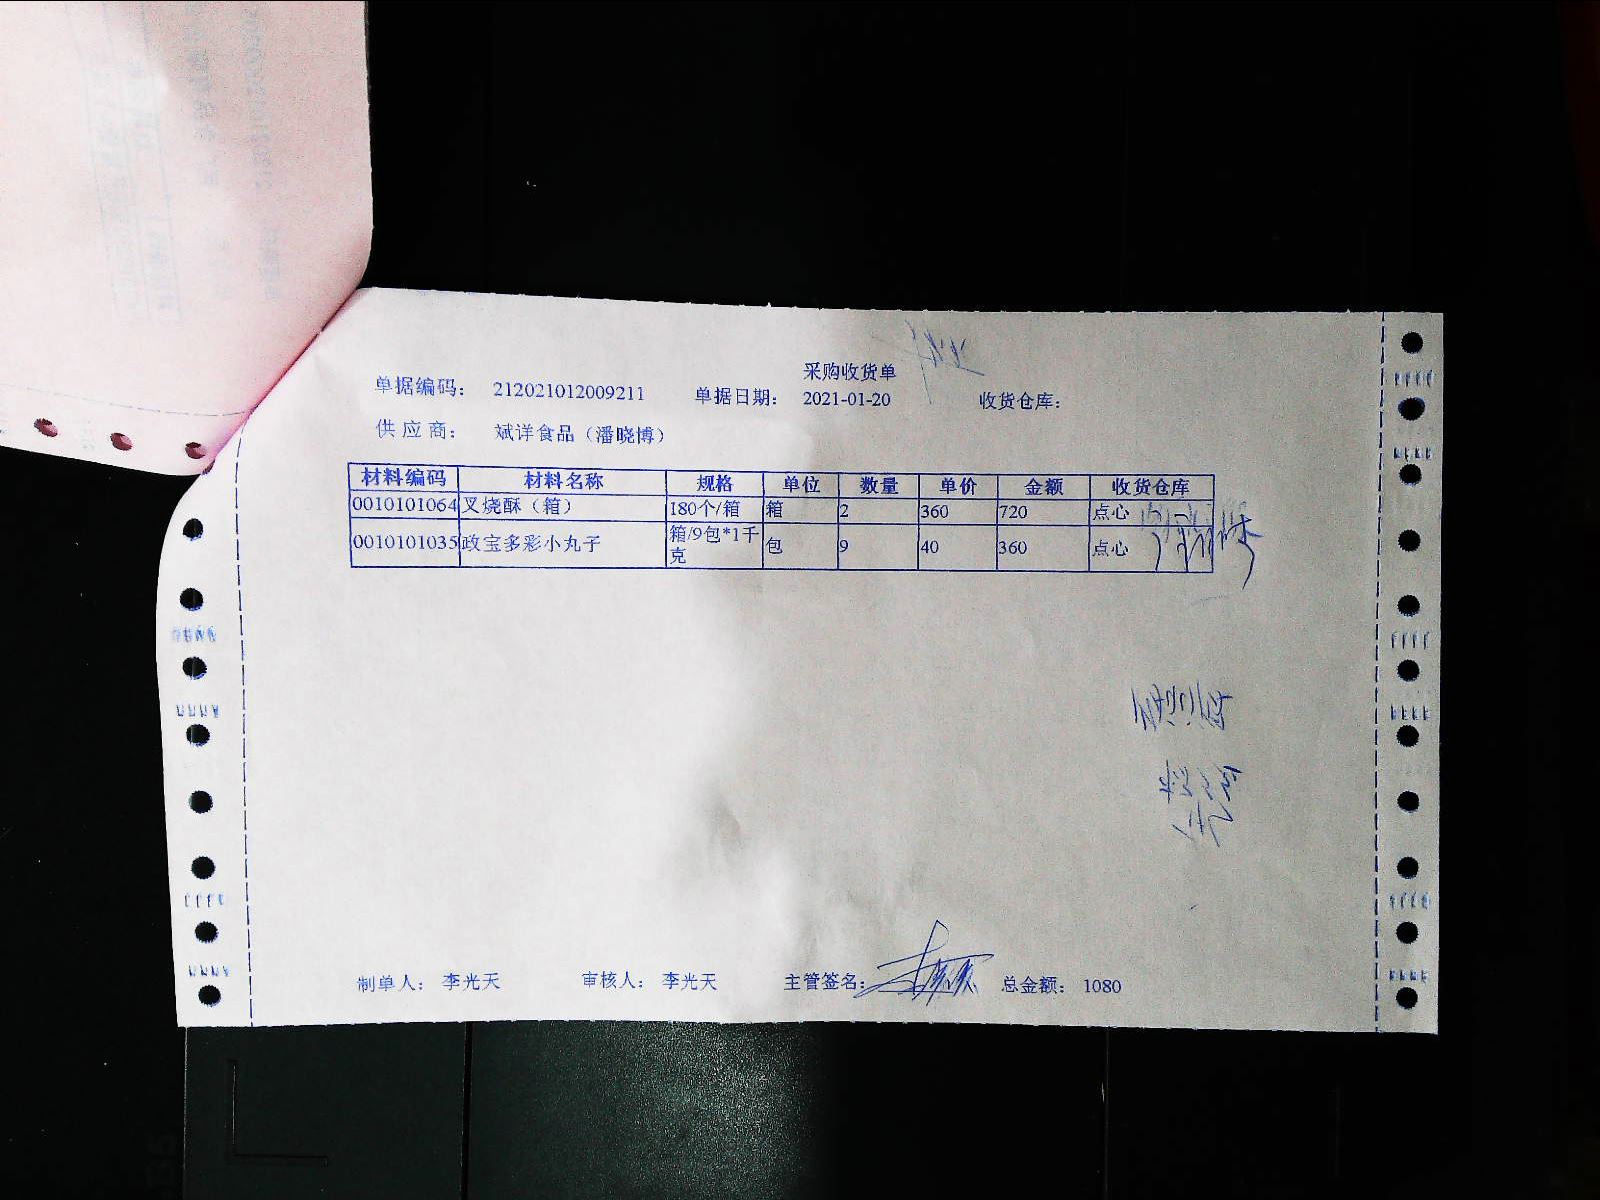 采购收货单
单据编码： 212021012009211 单据日期： 2021-01-20 收货仓库：
供应商： 斌详食品（潘晓博）
材料编码 材料名称 规格 单位 数量 单价 金额 收货仓库
0010101064 叉烧酥（箱） 180个/箱 箱 2 360 720 点心
0010101035 政宝多彩小丸子 箱/9包*1千克 包 9 40 360 点心
制单人： 李光天 审核人： 李光天 主管签名： 总金额： 1080